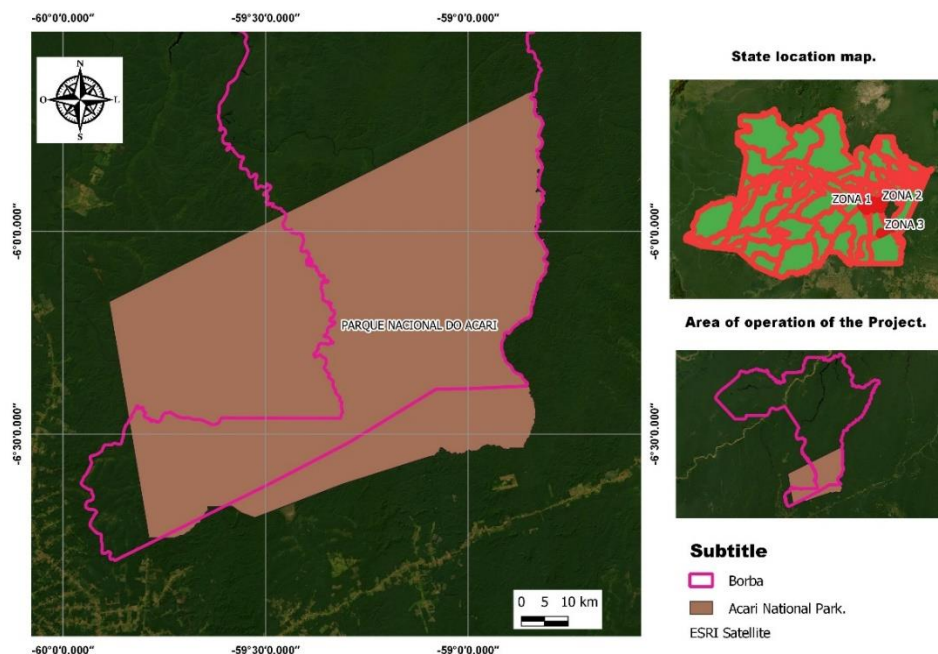 -60°0'0.000" -59°30'0.000" -59°0'0.000"
N
O L
S
-6°0'0.000"
-6°0'0.000"
PARQUE NACIONAL DO ACARI
-6°30'0.000"
-6°30'0.000"
0 5 10 km
-60°0'0.000" -59°30'0.000" -59°0'0.000"
State location map.
ZONA 1
ZONA 2
ZONA 3
Area of operation of the Project.
Subtitle
Borba
Acari National Park.
ESRI Satellite